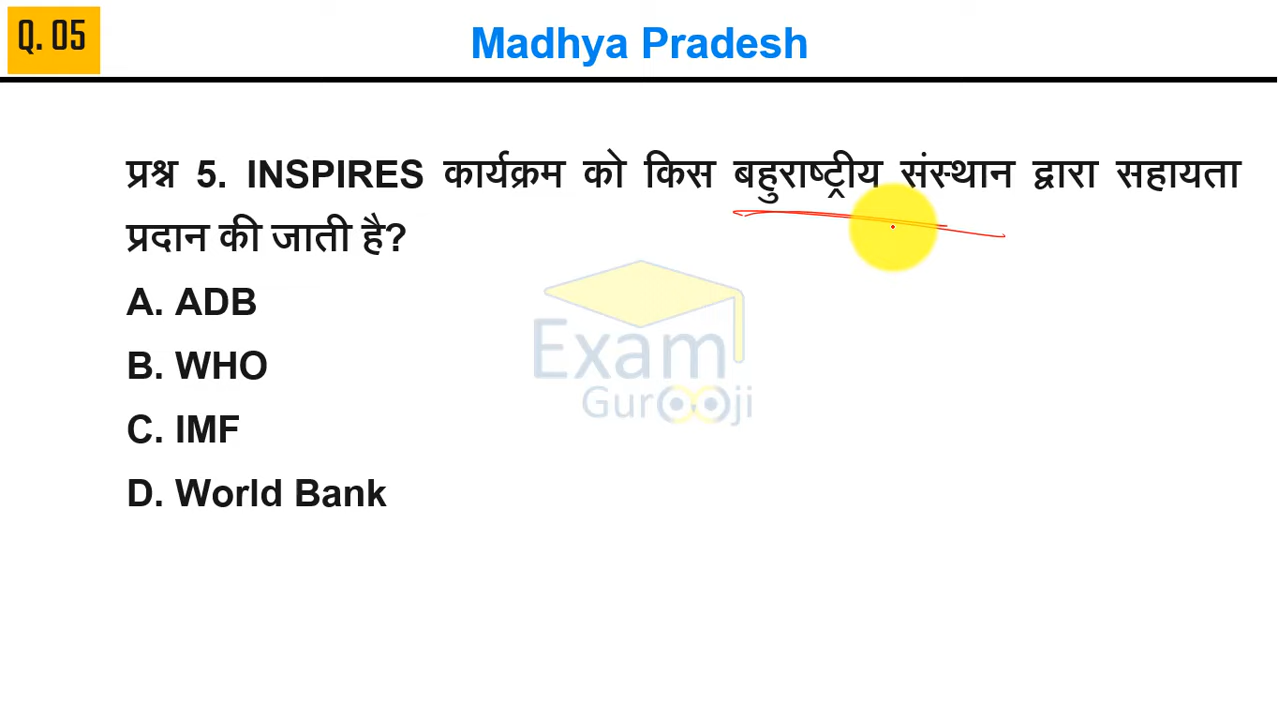 Q. 05
Madhya Pradesh
प्रश्न 5. INSPIRES कार्यक्रम को किस बहुराष्ट्रीय संस्थान द्वारा सहायता
प्रदान की जाती है?
A. ADB
B. WHO
C. IMF
D. World Bank
Exam
Gurooji